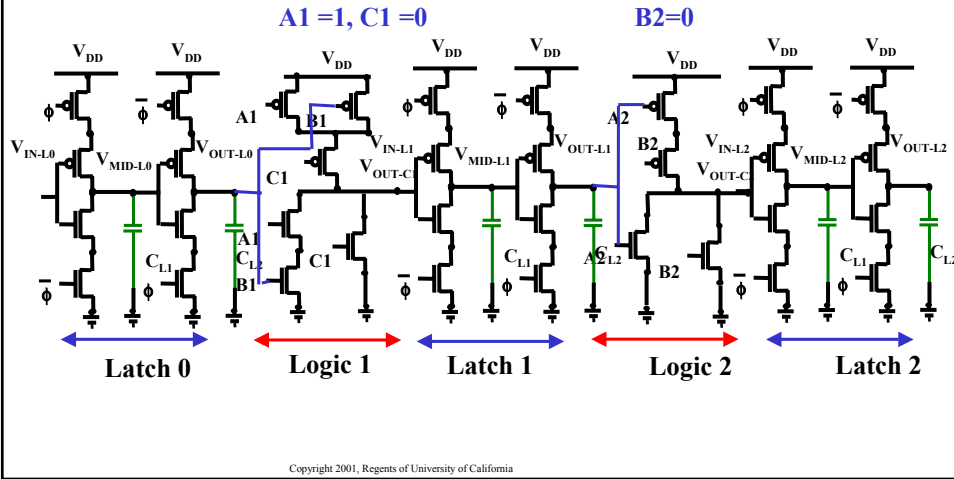 A1 =1, C1 =0
B2=0
VDD
VDD
VDD
VDD
VDD
VDD
VDD
VDD
ϕ
ϕ̅
A1
B1
ϕ
ϕ̅
A2
ϕ
ϕ̅
VIN-L0
VMID-L0
VOUT-L0
C1
VIN-L1
VOUT-C1
VMID-L1
VOUT-L1
B2
VIN-L2
VOUT-C2
VMID-L2
VOUT-L2
ϕ̅
CL1
ϕ
A1
CL2
B1
C1
ϕ̅
CL1
ϕ
A2
CL2
B2
ϕ̅
CL1
ϕ
CL2
Latch 0
Logic 1
Latch 1
Logic 2
Latch 2
Copyright 2001, Regents of University of California